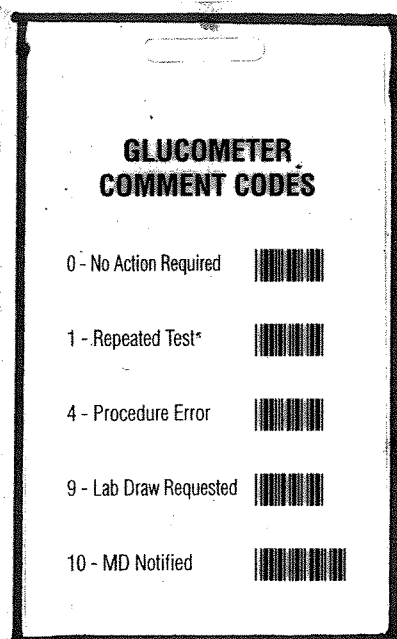 GLUCOMETER
COMMENT CODES
0 - No Action Required
1 - Repeated Test*
4 - Procedure Error
9 - Lab Draw Requested
10 - MD Notified